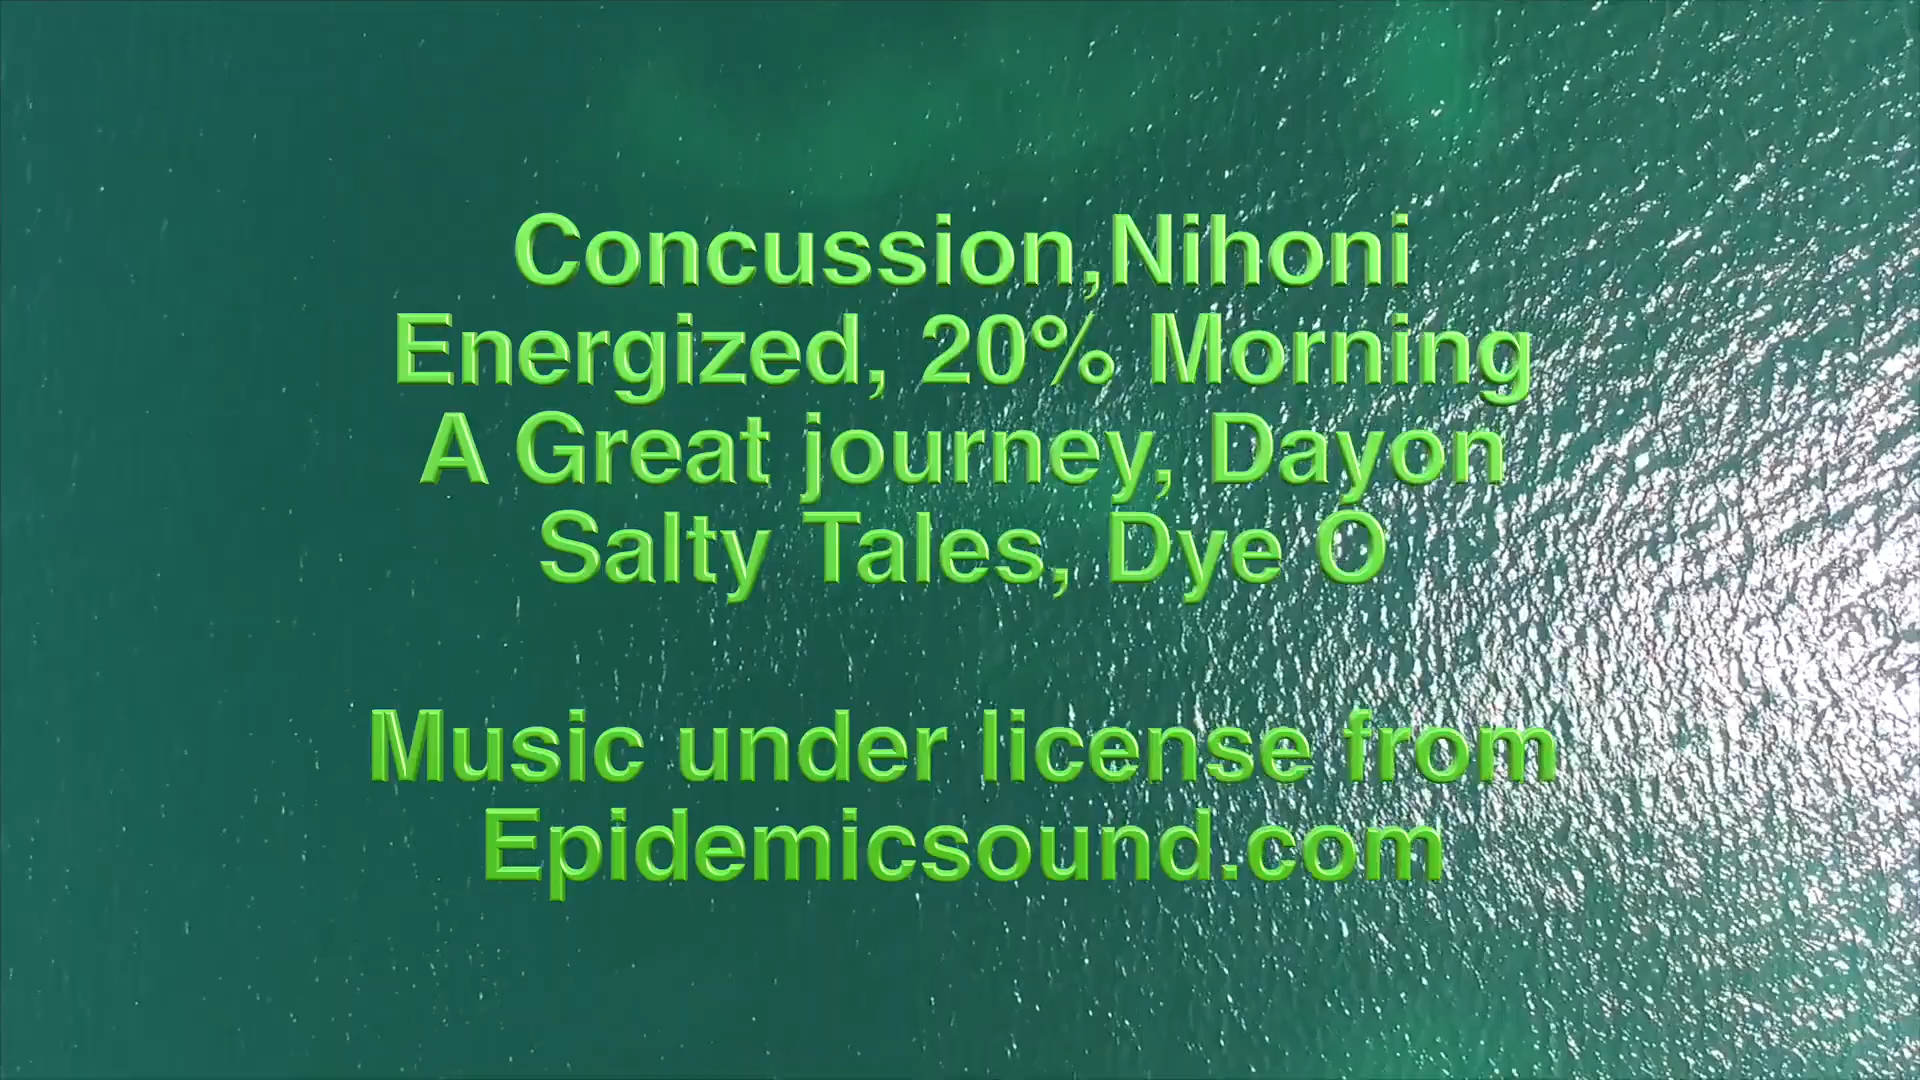 Concussion,Nihoni
Energized, 20% Morning
A Great journey, Dayon
Salty Tales, Dye O
Music under license from
Epidemicsound.com